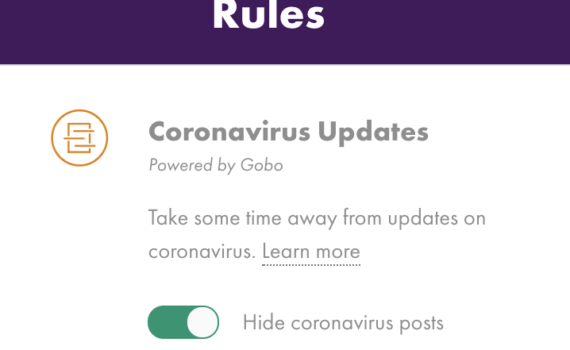 Rules
Coronavirus Updates
Powered by Gobo
Take some time away from updates on
coronavirus. Learn more
Hide coronavirus posts